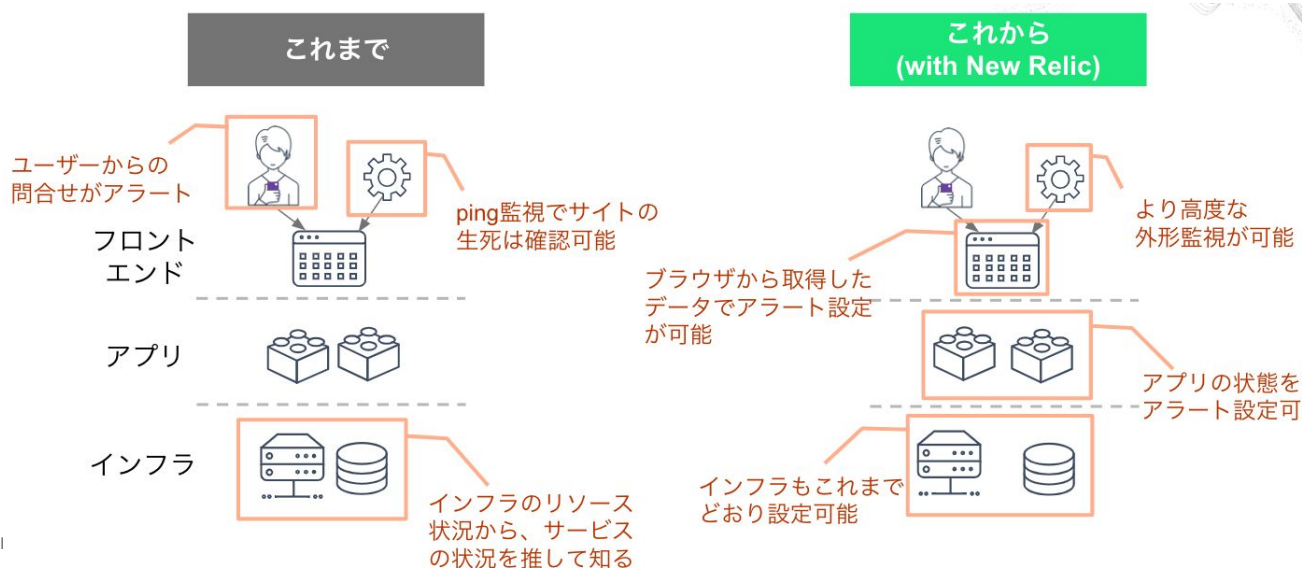 これまで
ユーザーからの
問合せがアラート
ping監視でサイトの
生死は確認可能
フロント
エンド
アプリ
インフラ
インフラのリソース
状況から、サービス
の状況を推して知る
これから
(with New Relic)
より高度な
外形監視が可能
ブラウザから取得した
データでアラート設定
が可能
アプリの状態を
アラート設定可
インフラもこれまで
どおり設定可能